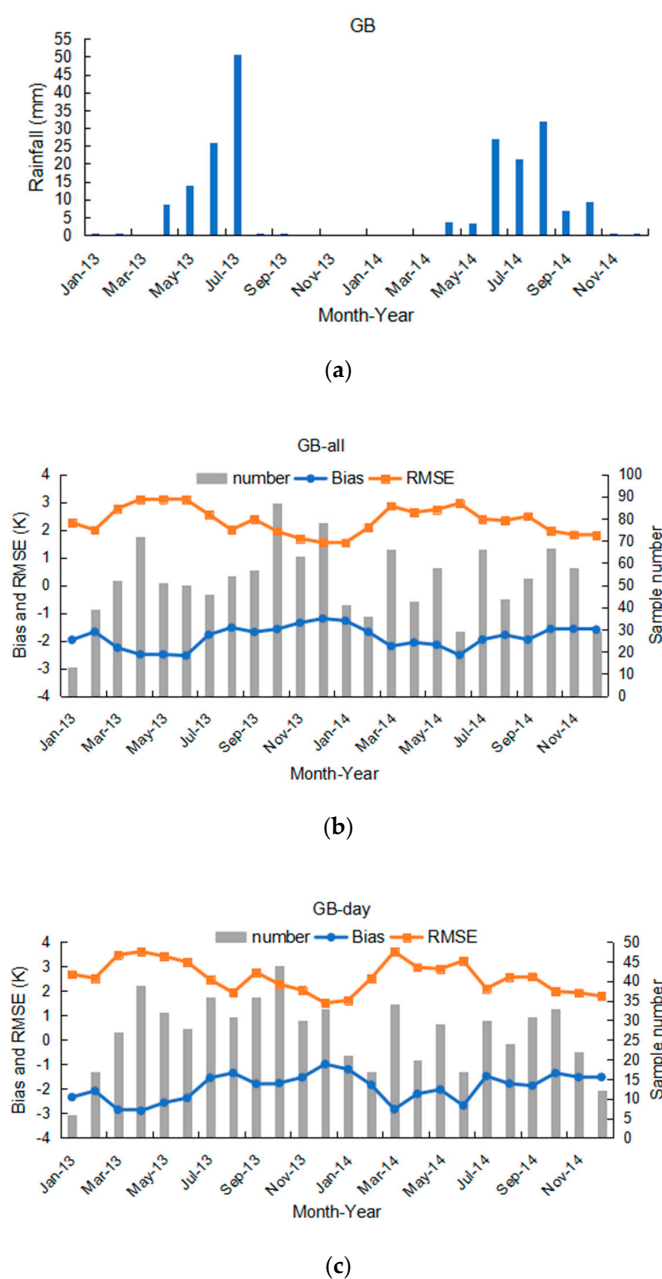 GB
Rainfall (mm)
55
50
45
40
35
30
25
20
15
10
5
0
Jan-13 Mar-13 May-13 Jul-13 Sep-13 Nov-13 Jan-14 Mar-14 May-14 Jul-14 Sep-14 Nov-14
Month-Year
(a)
GB-all
number Bias RMSE
Bias and RMSE (K)
4
3
2
1
0
-1
-2
-3
-4
100
90
80
70
60
50
40
30
20
10
0
Sample number
Jan-13 Mar-13 May-13 Jul-13 Sep-13 Nov-13 Jan-14 Mar-14 May-14 Jul-14 Sep-14 Nov-14
Month-Year
(b)
GB-day
number Bias RMSE
Bias and RMSE (K)
4
3
2
1
0
-1
-2
-3
-4
50
45
40
35
30
25
20
15
10
5
0
Sample number
Jan-13 Mar-13 May-13 Jul-13 Sep-13 Nov-13 Jan-14 Mar-14 May-14 Jul-14 Sep-14 Nov-14
Month-Year
(c)